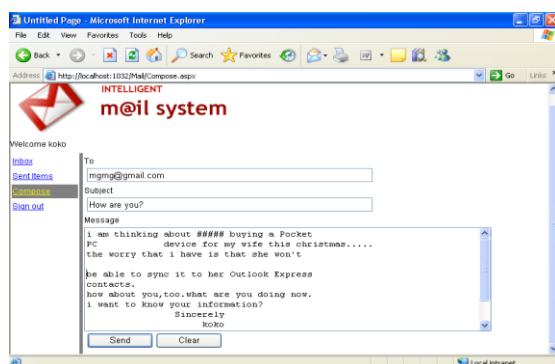 Untitled Page - Microsoft Internet Explorer
File Edit View Favorites Tools Help
Back Search Favorites
Address http://localhost:1032/Mail/Compose.aspx Go Links
INTELLIGENT
m@il system
Welcome koko
Inbox
Sent Items
Compose
Sign out
To
mgmg@gmail.com
Subject
How are you?
Message
i am thinking about ##### buying a Pocket
PC device for my wife this christmas.....
the worry that i have is that she won't
be able to sync it to her Outlook Express
contacts.
how about you,too.what are you doing now.
i want to know your information?
Sincerely
koko
Send Clear
Local intranet